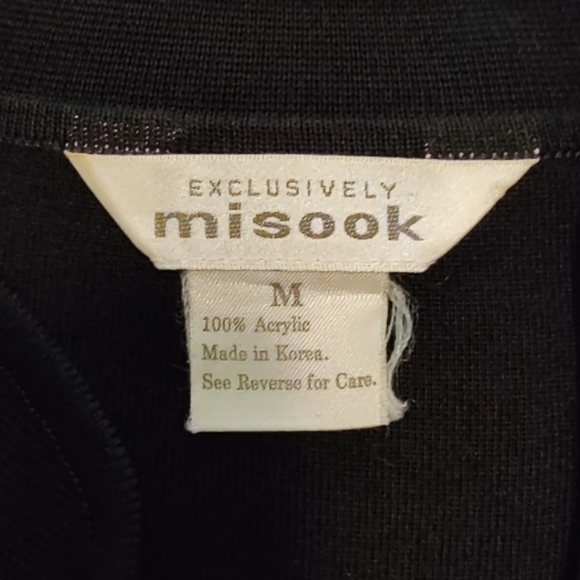 EXCLUSIVELY
misook
M
100% Acrylic
Made in Korea.
See Reverse for Care.